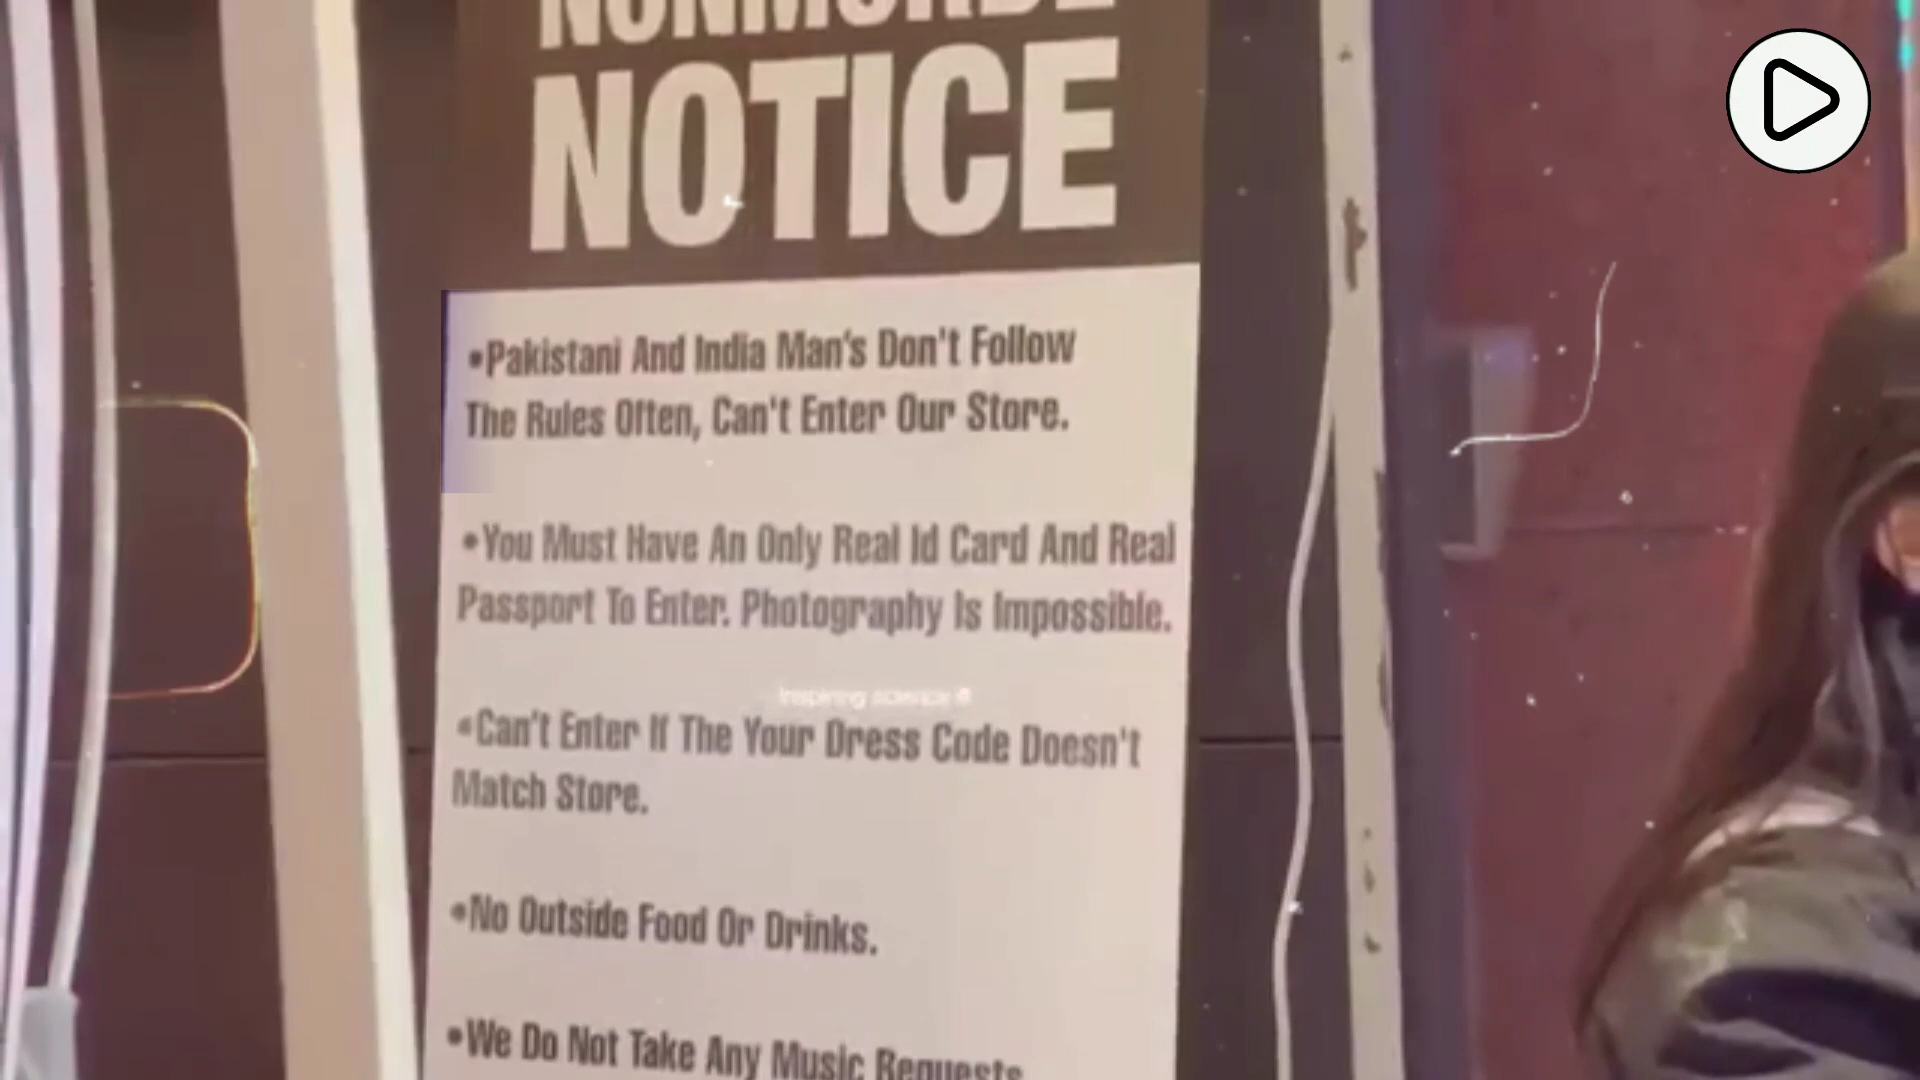 NOTICE
•Pakistani And India Man's Don't Follow
The Rules Often, Can't Enter Our Store.
•You Must Have An Only Real Id Card And Real
Passport To Enter. Photography Is Impossible.
Inspiring science
•Can't Enter If The Your Dress Code Doesn't
Match Store.
•No Outside Food Or Drinks.
•We Do Not Take Any Music Requests